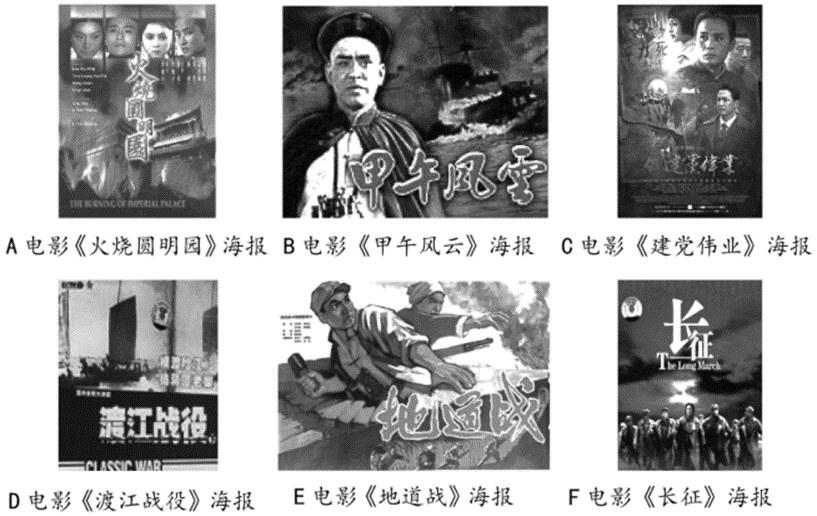 火烧圆明园
THE BURNING OF IMPERIAL PALACE
甲午风雲
建党偉業
A 电影《火烧圆明园》海报
B 电影《甲午风云》海报
C 电影《建党伟业》海报
渡江战役
CLASSIC WAR
地道战
长征
The Long March
D 电影《渡江战役》海报
E 电影《地道战》海报
F 电影《长征》海报